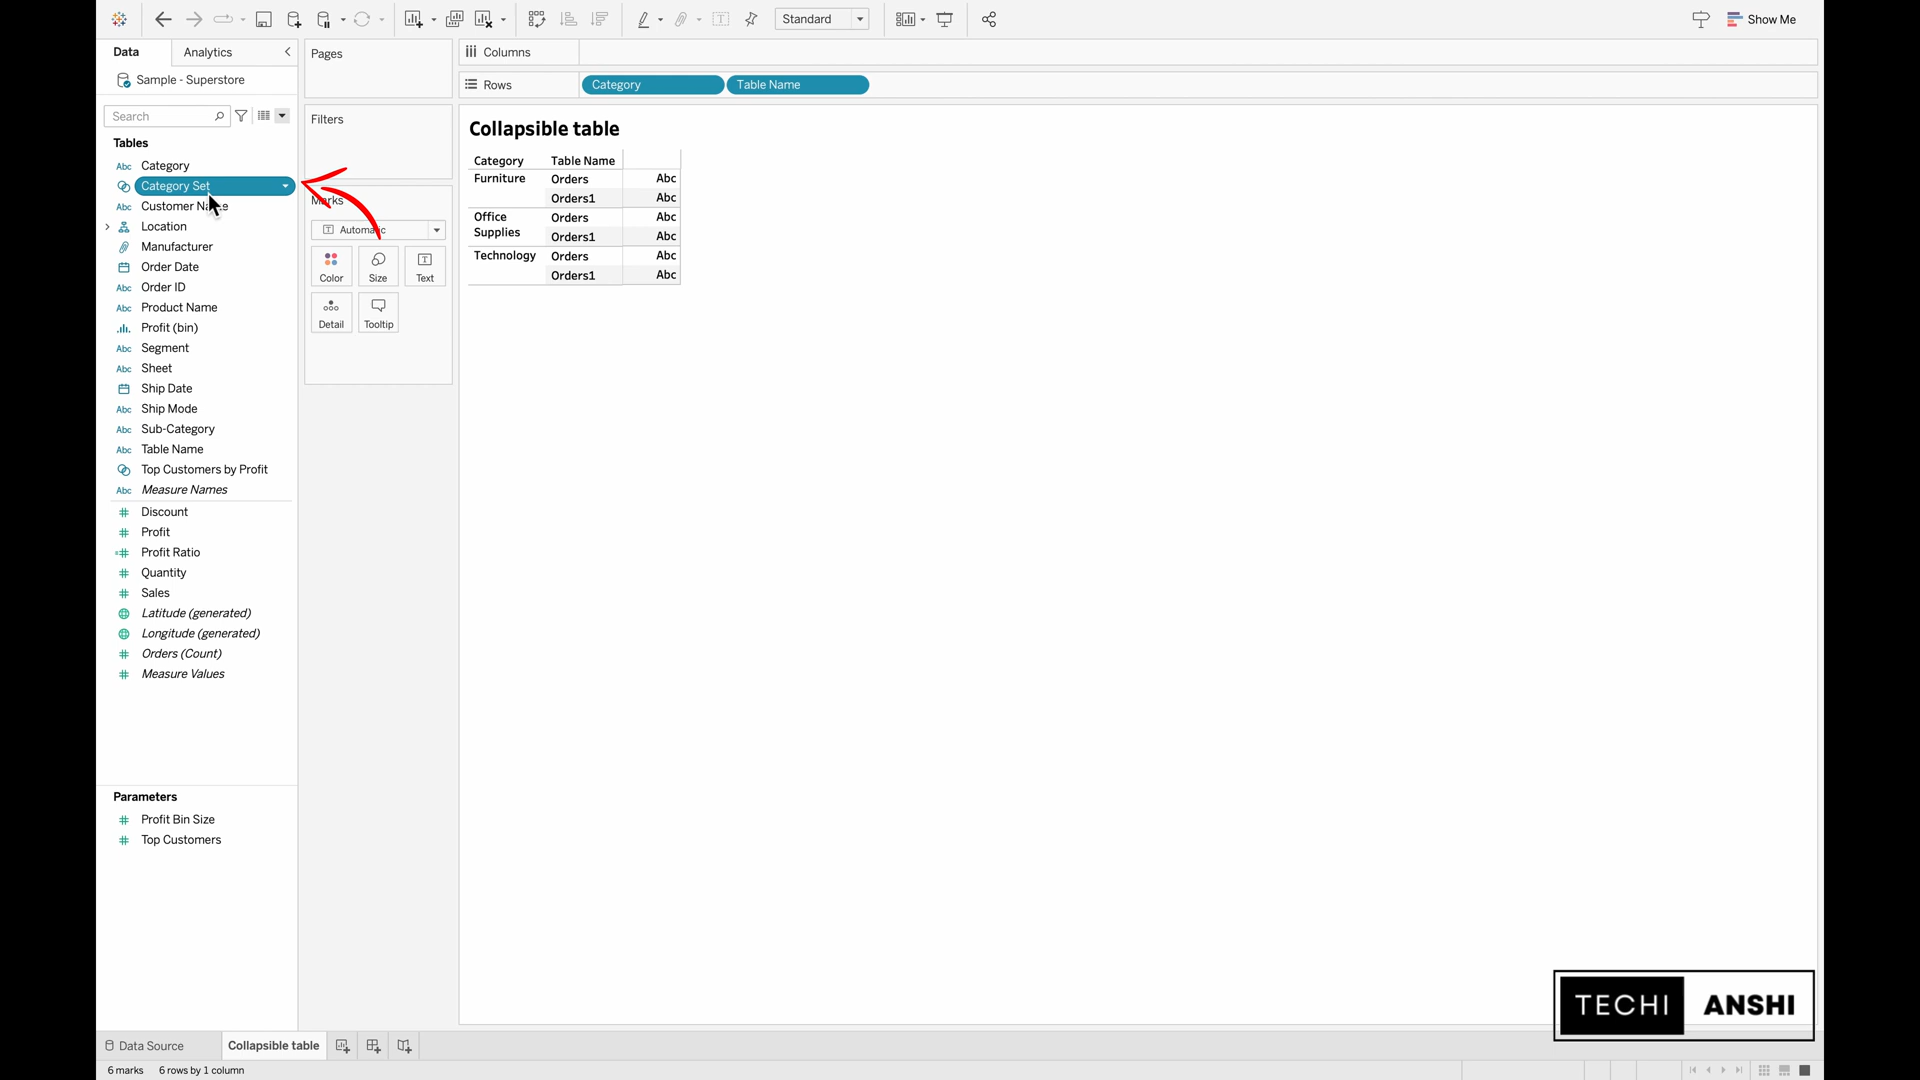 Standard
Show Me
Data
Analytics
Pages
Columns
Sample - Superstore
Rows
Category
Table Name
Search
Filters
Collapsible table
Tables
Category
Category Set
Customer Name
Location
Manufacturer
Order Date
Order ID
Product Name
Profit (bin)
Segment
Sheet
Ship Date
Ship Mode
Sub-Category
Table Name
Top Customers by Profit
Measure Names
Discount
Profit
Profit Ratio
Quantity
Sales
Latitude (generated)
Longitude (generated)
Orders (Count)
Measure Values
Parameters
Profit Bin Size
Top Customers
Marks
Automatic
Color
Size
Text
Detail
Tooltip
Category Table Name
Furniture Orders Abc
Orders1 Abc
Office Supplies Orders Abc
Orders1 Abc
Technology Orders Abc
Orders1 Abc
TECHI ANSHI
Data Source
Collapsible table
6 marks 6 rows by 1 column